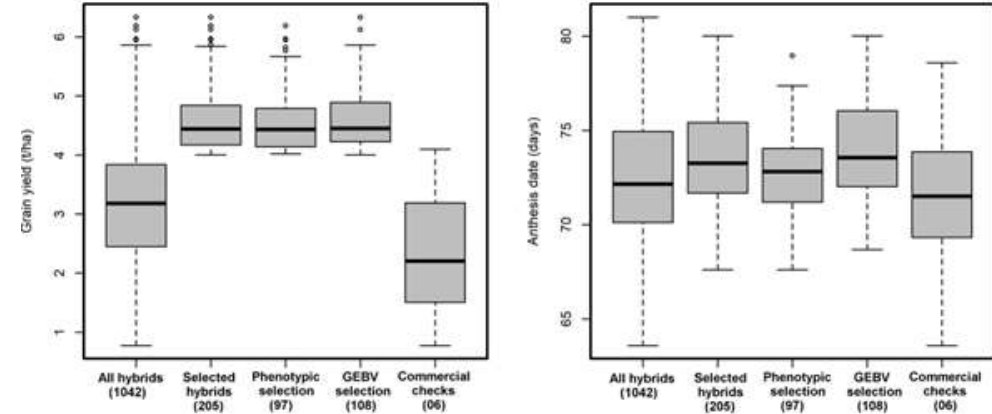 Grain yield (t/ha)
6
5
4
3
2
1
All hybrids
(1042)
Selected
hybrids
(205)
Phenotypic
selection
(97)
GEBV
selection
(108)
Commercial
checks
(06)
Anthesis date (days)
80
75
70
65
All hybrids
(1042)
Selected
hybrids
(205)
Phenotypic
selection
(97)
GEBV
selection
(108)
Commercial
checks
(06)